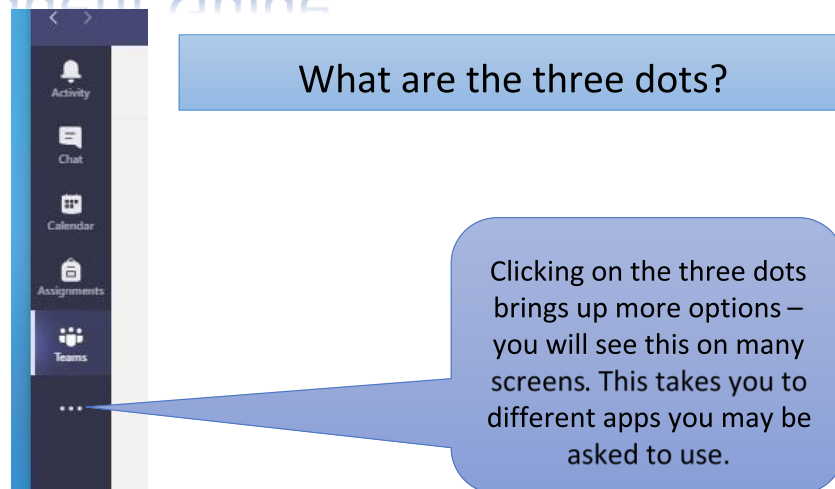 What are the three dots?
Activity
Chat
Calendar
Assignments
Teams
Clicking on the three dots
brings up more options –
you will see this on many
screens. This takes you to
different apps you may be
asked to use.